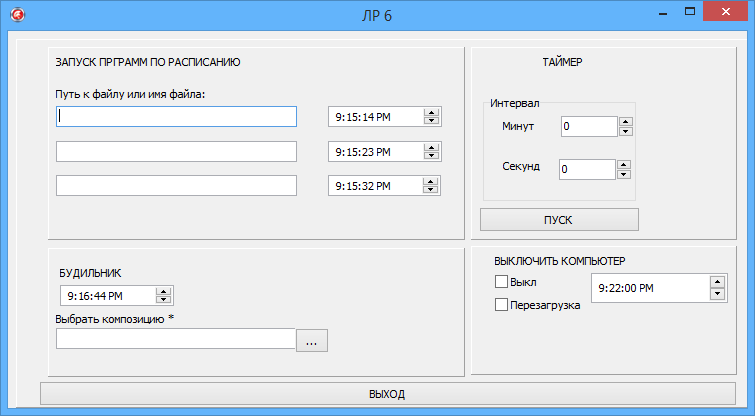 ЛР 6
ЗАПУСК ПРГРАММ ПО РАСПИСАНИЮ
Путь к файлу или имя файла:
9:15:14 PM
9:15:23 PM
9:15:32 PM
ТАЙМЕР
Интервал
Минут 0
Секунд 0
ПУСК
БУДИЛЬНИК
9:16:44 PM
Выбрать композицию *
...
ВЫКЛЮЧИТЬ КОМПЬЮТЕР
Выкл 9:22:00 PM
Перезагрузка
ВЫХОД